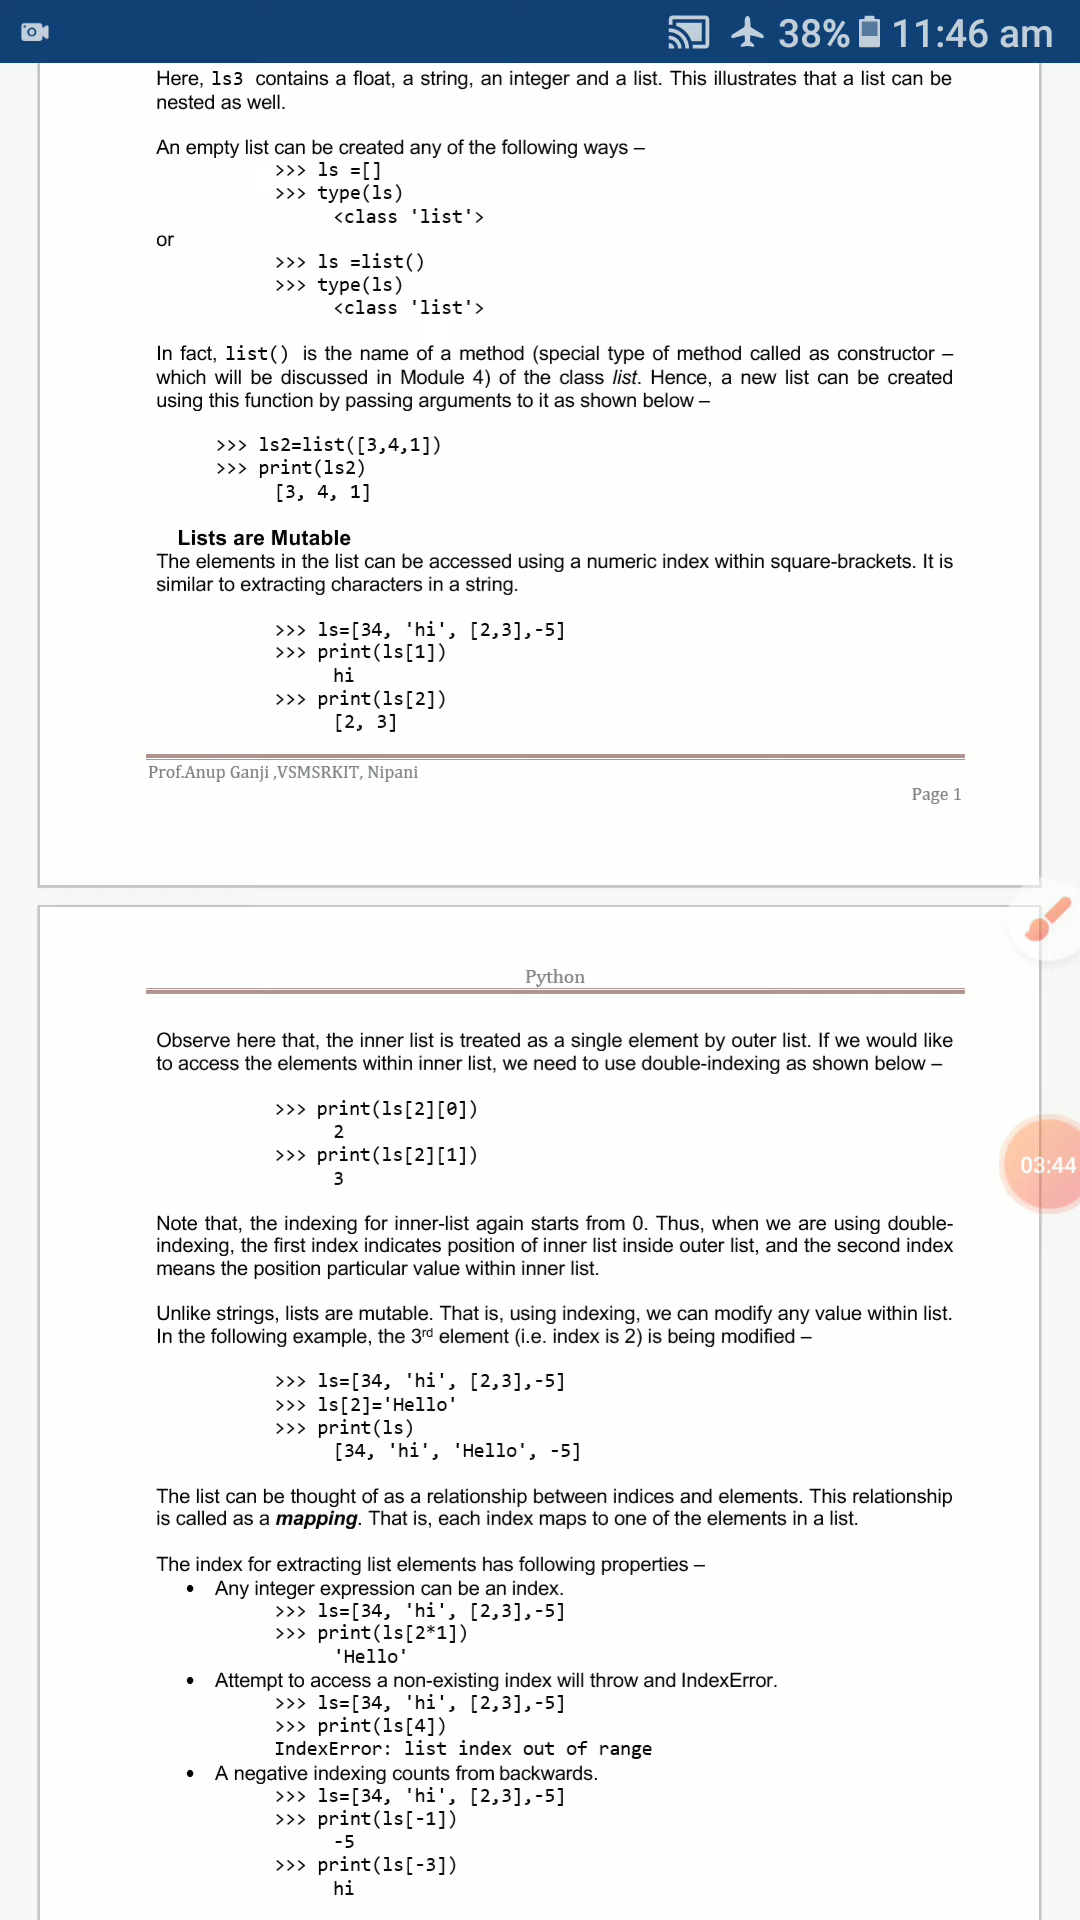 38% 11:46 am
Here, ls3 contains a float, a string, an integer and a list. This illustrates that a list can be
nested as well.
An empty list can be created any of the following ways –
>>> ls =[]
>>> type(ls)
<class 'list'>
or
>>> ls =list()
>>> type(ls)
<class 'list'>
In fact, list() is the name of a method (special type of method called as constructor –
which will be discussed in Module 4) of the class list. Hence, a new list can be created
using this function by passing arguments to it as shown below –
>>> ls2=list([3,4,1])
>>> print(ls2)
[3, 4, 1]
Lists are Mutable
The elements in the list can be accessed using a numeric index within square-brackets. It is
similar to extracting characters in a string.
>>> ls=[34, 'hi', [2,3],-5]
>>> print(ls[1])
hi
>>> print(ls[2])
[2, 3]
Prof.Anup Ganji ,VSMSRKIT, Nipani
Page 1
Python
Observe here that, the inner list is treated as a single element by outer list. If we would like
to access the elements within inner list, we need to use double-indexing as shown below –
>>> print(ls[2][0])
2
>>> print(ls[2][1])
3
03:44
Note that, the indexing for inner-list again starts from 0. Thus, when we are using double-
indexing, the first index indicates position of inner list inside outer list, and the second index
means the position particular value within inner list.
Unlike strings, lists are mutable. That is, using indexing, we can modify any value within list.
In the following example, the 3rd element (i.e. index is 2) is being modified –
>>> ls=[34, 'hi', [2,3],-5]
>>> ls[2]='Hello'
>>> print(ls)
[34, 'hi', 'Hello', -5]
The list can be thought of as a relationship between indices and elements. This relationship
is called as a mapping. That is, each index maps to one of the elements in a list.
The index for extracting list elements has following properties –
• Any integer expression can be an index.
>>> ls=[34, 'hi', [2,3],-5]
>>> print(ls[2*1])
'Hello'
• Attempt to access a non-existing index will throw and IndexError.
>>> ls=[34, 'hi', [2,3],-5]
>>> print(ls[4])
IndexError: list index out of range
• A negative indexing counts from backwards.
>>> ls=[34, 'hi', [2,3],-5]
>>> print(ls[-1])
-5
>>> print(ls[-3])
hi